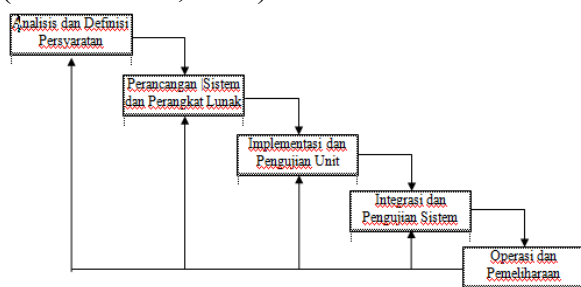 Analisis dan Definisi
Persyaratan
Perancangan Sistem
dan Perangkat Lunak
Implementasi dan
Pengujian Unit
Integrasi dan
Pengujian Sistem
Operasi dan
Pemeliharaan